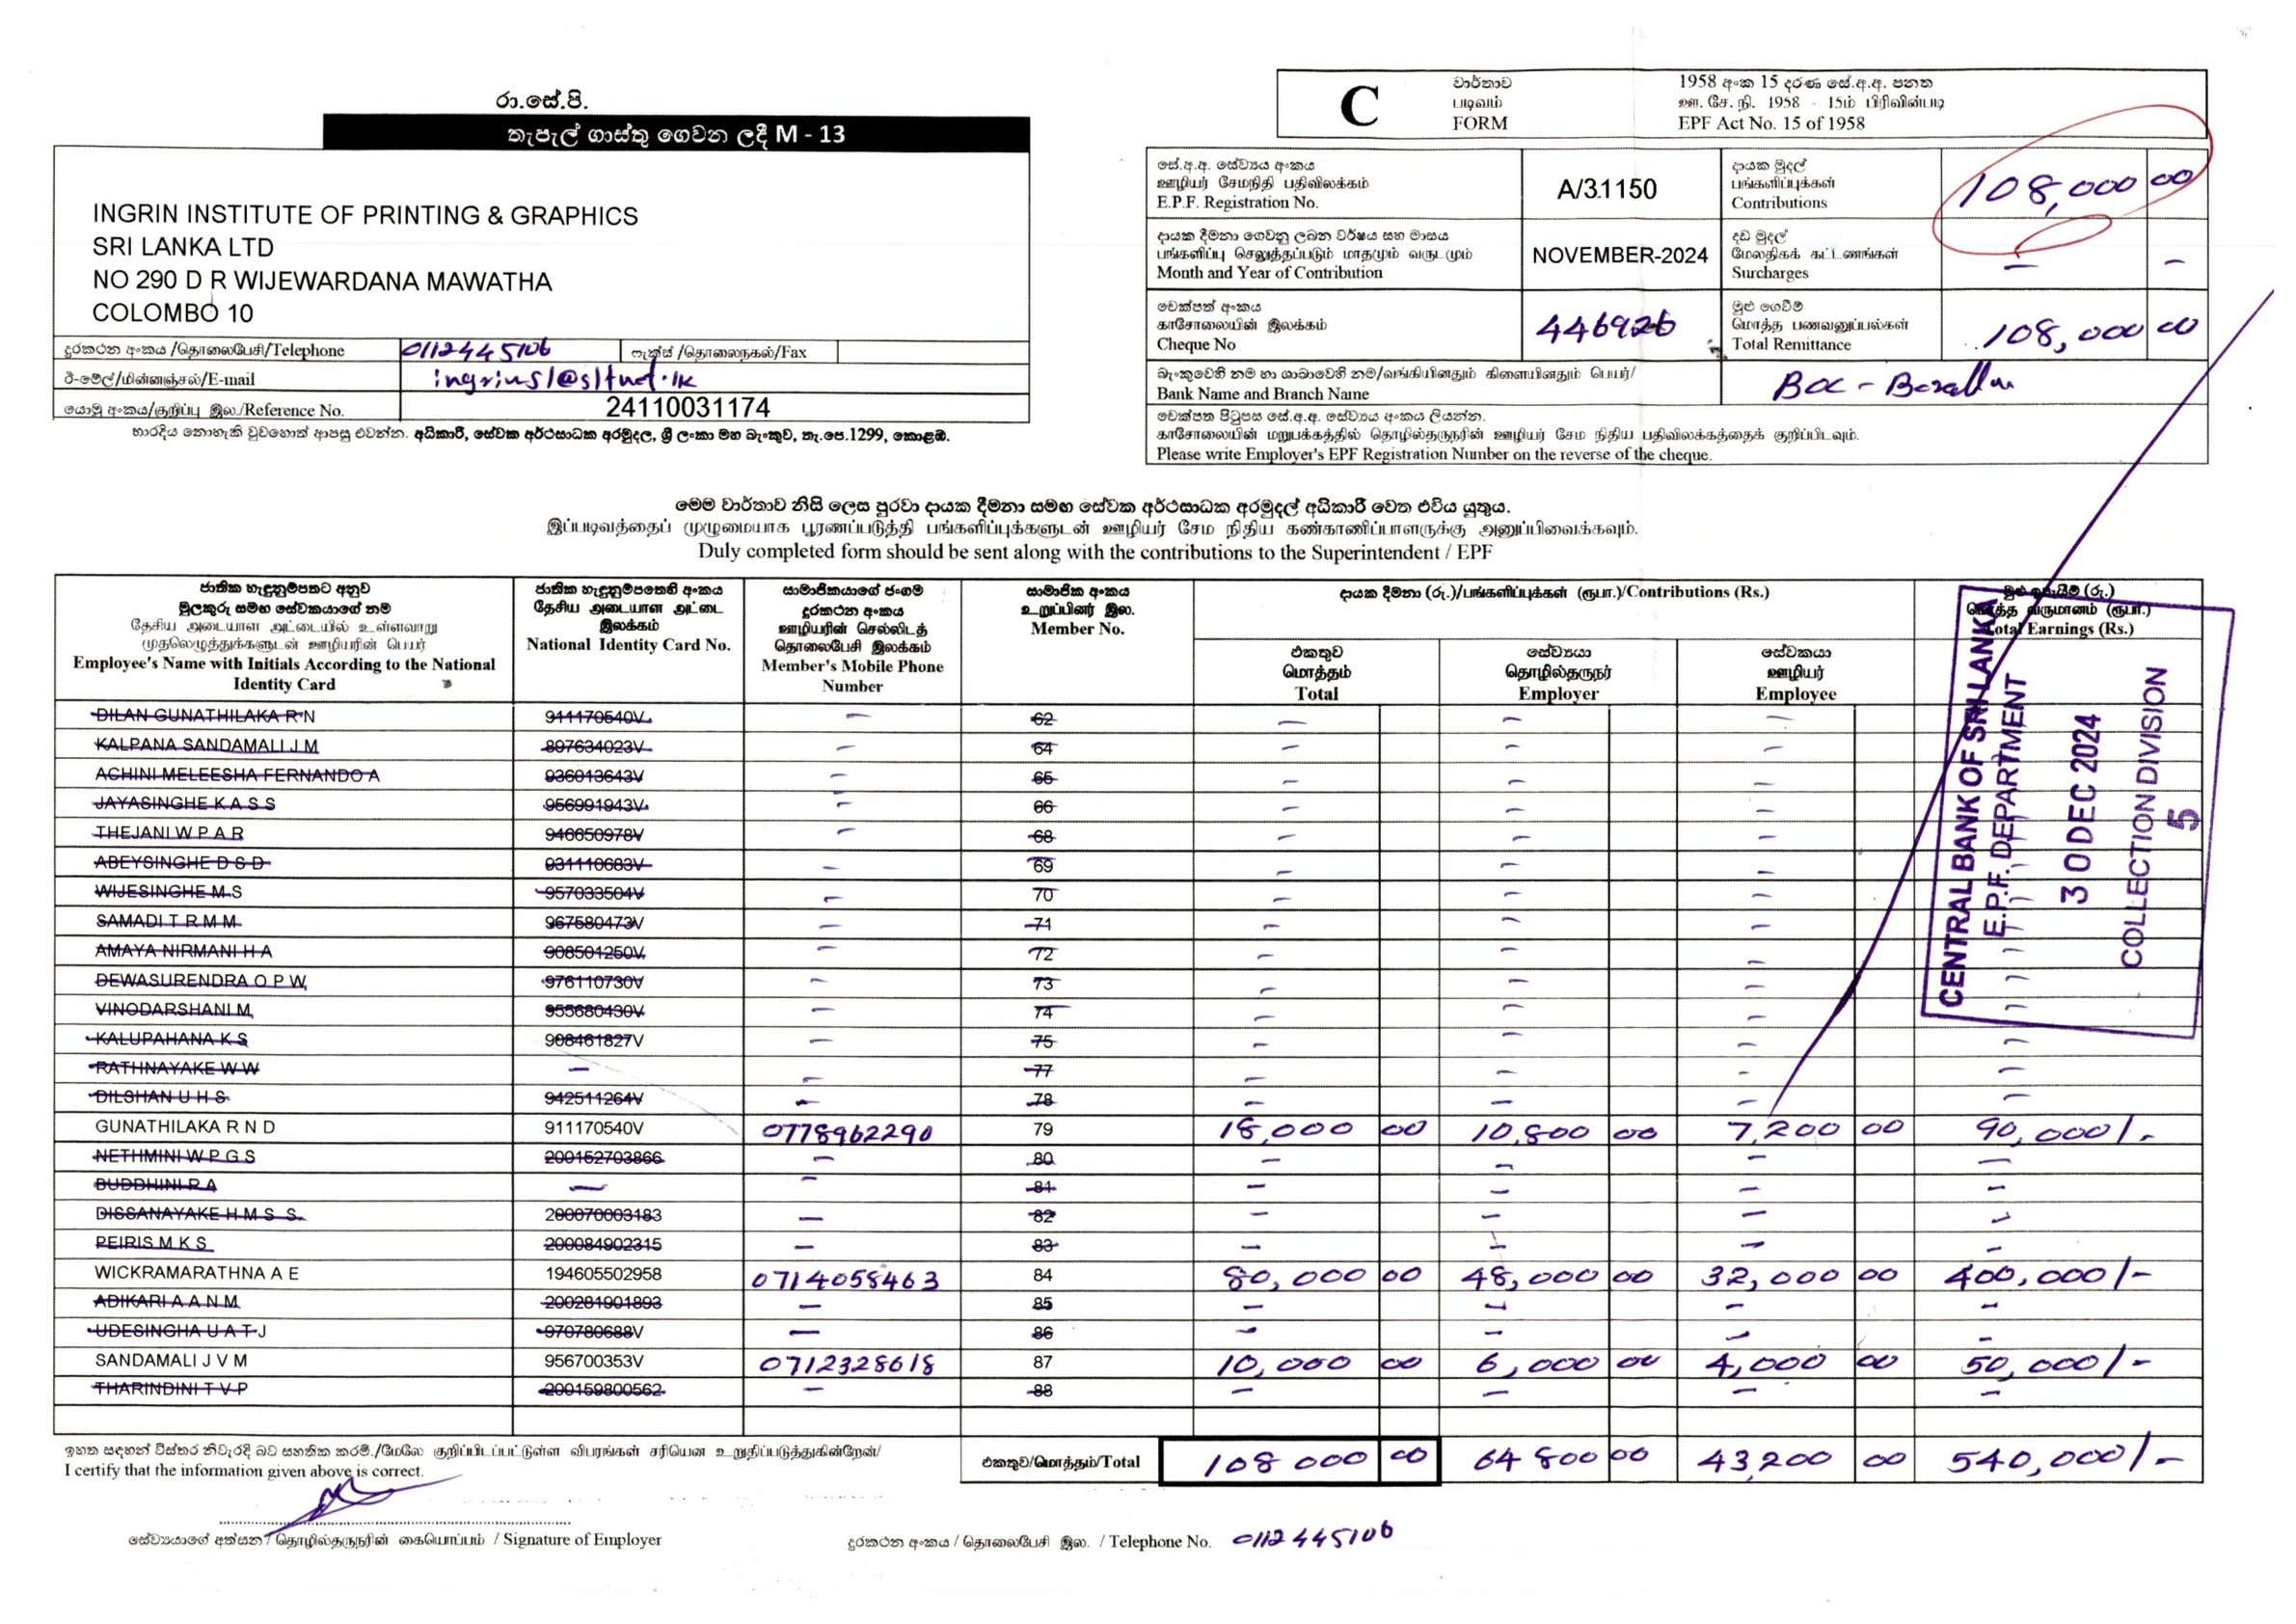 රා.සේ.පි.
තැපැල් ගාස්තු ගෙවන ලදී M - 13
INGRIN INSTITUTE OF PRINTING & GRAPHICS
SRI LANKA LTD
NO 290 D R WIJEWARDANA MAWATHA
COLOMBO 10
දුරකථන අංකය/தொலைபேசி/Telephone 0112445106 ෆැක්ස්/தொலைநகல்/Fax
ඊ-මේල්/மின்னஞ்சல்/E-mail
යොමු අංකය/குறிப்பு இல./Reference No. 24110031174
භාරදිය නොහැකි වුවහොත් ආපසු එවන්න. අධිකාරී, සේවක අර්ථසාධක අරමුදල, ශ්‍රී ලංකා මහ බැංකුව, තැ.පෙ.1299, කොළඹ.
C
වාර්තාව
படிவம்
FORM
1958 අංක 15 දරණ සේ.අ.අ. පනත
ஊ. சே. நி. 1958 - 15ம் பிரிவின்படி
EPF Act No. 15 of 1958
සේ.අ.අ. සේව්‍යය අංකය
ஊழியர் சேமநிதி பதிவிலக்கம்
E.P.F. Registration No.
A/31150
දායක මුදල්
பங்களிப்புக்கள்
Contributions
108,000 00
දායක දීමනා ගෙවනු ලබන වර්ෂය සහ මාසය
பங்களிப்பு செலுத்தப்படும் மாதமும் வருடமும்
Month and Year of Contribution
NOVEMBER-2024
දඩ මුදල්
மேலதிகக் கட்டணங்கள்
Surcharges
– –
චෙක්පත් අංකය
காசோலையின் இலக்கம்
Cheque No
446926
මුළු ගෙවීම්
மொத்த பணவனுப்பல்கள்
Total Remittance
108,000 00
බැංකුවෙහි නම හා ශාඛාවෙහි නම/வங்கியினதும் கிளையினதும் பெயர்/
Bank Name and Branch Name
BOC -
චෙක්පත පිටුපස සේ.අ.අ. සේව්‍යය අංකය ලියන්න.
காசோலையின் மறுபக்கத்தில் தொழில்தருநரின் ஊழியர் சேம நிதிய பதிவிலக்கத்தைக் குறிப்பிடவும்.
Please write Employer's EPF Registration Number on the reverse of the cheque.
මෙම වාර්තාව නිසි ලෙස පුරවා දායක දීමනා සමඟ සේවක අර්ථසාධක අරමුදල් අධිකාරී වෙත එවිය යුතුය.
இப்படிவத்தைப் முழுமையாக பூரணப்படுத்தி பங்களிப்புக்களுடன் ஊழியர் சேம நிதிய கண்காணிப்பாளருக்கு அனுப்பிவைக்கவும்.
Duly completed form should be sent along with the contributions to the Superintendent / EPF
ජාතික හැඳුනුම්පතට අනුව
මුලකුරු සමඟ සේවකයාගේ නම
தேசிய அடையாள அட்டையில் உள்ளவாறு
முதலெழுத்துக்களுடன் ஊழியரின் பெயர்
Employee's Name with Initials According to the National
Identity Card
ජාතික හැඳුනුම්පතෙහි අංකය
தேசிய அடையாள அட்டை
இலக்கம்
National Identity Card No.
සාමාජිකයාගේ ජංගම
දුරකථන අංකය
ஊழியரின் செல்லிடத்
தொலைபேசி இலக்கம்
Member's Mobile Phone
Number
සාමාජික අංකය
உறுப்பினர் இல.
Member No.
දායක දීමනා (රු.)/பங்களிப்புக்கள் (ரூபா.)/Contributions (Rs.)
එකතුව
மொத்தம்
Total
සේව්‍යයා
தொழில்தருநர்
Employer
සේවකයා
ஊழியர்
Employee
මුළු ඉපැයීම් (රු.)
மொத்த வருமானம் (ரூபா.)
Total Earnings (Rs.)
DILAN GUNATHILAKA R N 911170540V – 62 – – –
KALPANA SANDAMALI J M 897634023V – 64 – – –
ACHINI MELEESHA FERNANDO A 936013643V – 65 – – –
JAYASINGHE K A S S 956991943V – 66 – – –
THEJANI W P A R 946650978V – 68 – – –
ABEYSINGHE D S D 931110683V – 69 – – –
WIJESINGHE M S 957033504V – 70 – – –
SAMADI T R M M 967580473V – 71 – – –
AMAYA NIRMANI H A 908501250V – 72 – – –
DEWASURENDRA O P W 976110730V – 73 – – –
VINODARSHANI M 955680430V – 74 – – –
KALUPAHANA K S 908461827V – 75 – – – –
RATHNAYAKE W W – – 77 – – – –
DILSHAN U H S 942511264V – 78 – – – –
GUNATHILAKA R N D 911170540V 0778962290 79 18,000 00 10,800 00 7,200 00 90,000/-
NETHMINI W P G S 200152703866 – 80 – – – –
BUDDHINI R A – – 81 – – – –
DISSANAYAKE H M S S. 200070003183 – 82 – – – –
PEIRIS M K S 200084902315 – 83 – – – –
WICKRAMARATHNA A E 194605502958 0714058463 84 80,000 00 48,000 00 32,000 00 400,000/-
ADIKARI A A N M 200281901893 – 85 – – – –
UDESINGHA U A T J 970780688V – 86 – – – –
SANDAMALI J V M 956700353V 0712328618 87 10,000 00 6,000 00 4,000 00 50,000/-
THARINDINI T V P 200159800562 – 88 – – – –
එකතුව/மொத்தம்/Total 108 000 00 64 800 00 43,200 00 540,000/-
CENTRAL BANK OF SRI LANKA
E.P.F. DEPARTMENT
30 DEC 2024
COLLECTION DIVISION
5
ඉහත සඳහන් විස්තර නිවැරදි බව සහතික කරමි./மேலே குறிப்பிடப்பட்டுள்ள விபரங்கள் சரியென உறுதிப்படுத்துகின்றேன்/
I certify that the information given above is correct.
සේව්‍යයාගේ අත්සන / தொழில்தருநரின் கையொப்பம் / Signature of Employer
දුරකථන අංකය / தொலைபேசி இல. / Telephone No. 0112445106